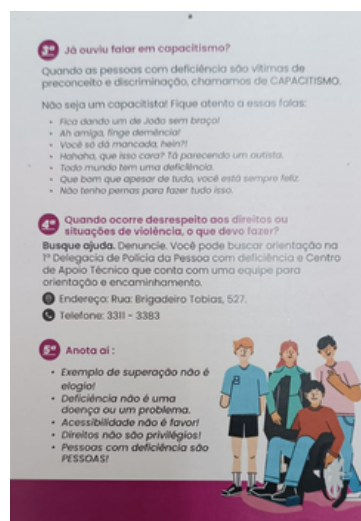 3ª Já ouviu falar em capacitismo?
Quando as pessoas com deficiência são vítimas de
preconceito e discriminação, chamamos de CAPACITISMO.
Não seja um capacitista! Fique atento a essas falas:
• Fica dando um de João sem braço!
• Ah amiga, finge demência!
• Você só dá mancada, hein?!
• Hahaha, que isso cara? Tá parecendo um autista.
• Todo mundo tem uma deficiência.
• Que bom que apesar de tudo, você está sempre feliz.
• Não tenho pernas para fazer tudo isso.
4ª Quando ocorre desrespeito aos direitos ou
situações de violência, o que devo fazer?
Busque ajuda. Denuncie. Você pode buscar orientação na
1ª Delegacia de Polícia da Pessoa com deficiência e Centro
de Apoio Técnico que conta com uma equipe para
orientação e encaminhamento.
Endereço: Rua: Brigadeiro Tobias, 527.
Telefone: 3311 - 3383
5ª Anota aí :
• Exemplo de superação não é
elogio!
• Deficiência não é uma
doença ou um problema.
• Acessibilidade não é favor!
• Direitos não são privilégios!
• Pessoas com deficiência são
PESSOAS!